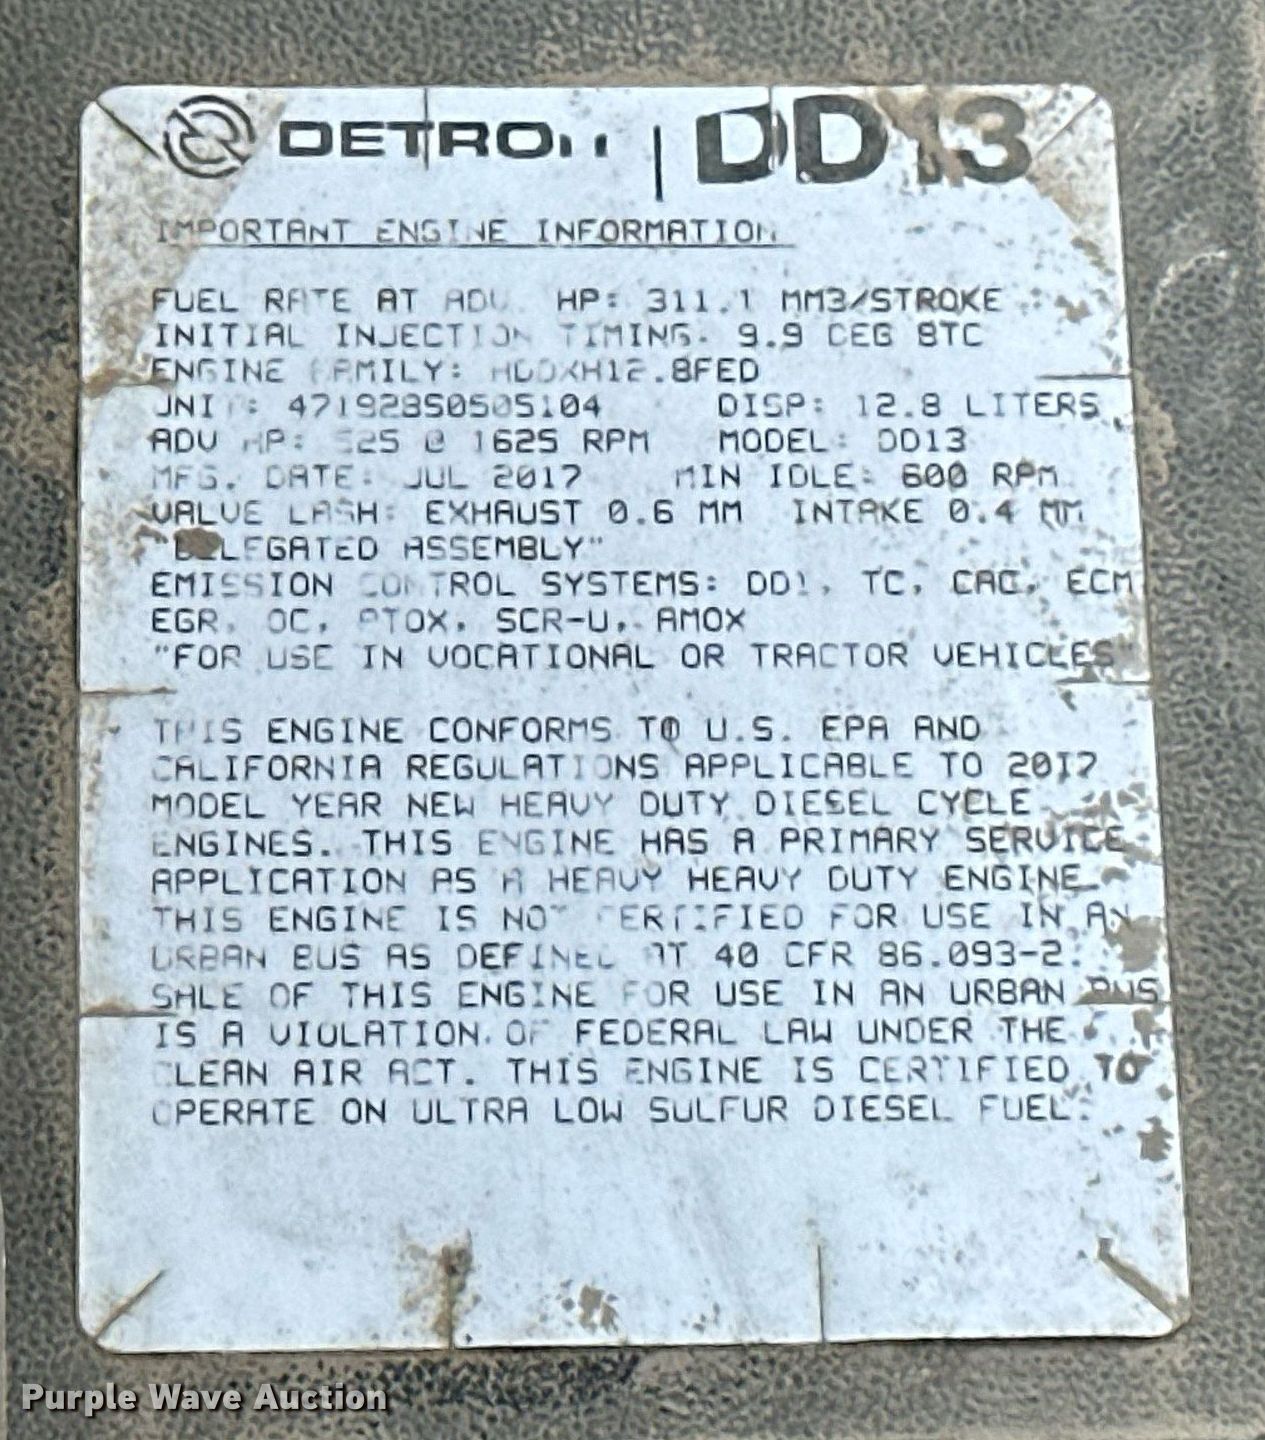 DETROIT | DD13
IMPORTANT ENGINE INFORMATION
FUEL RATE AT ADV. HP: 311.1 MM3/STROKE
INITIAL INJECTION TIMING: 9.9 DEG BTC
ENGINE FAMILY: HDDXH12.8FED
UNIT: 471928S0505104 DISP: 12.8 LITERS
ADV HP: 525 @ 1625 RPM MODEL: DD13
MFG. DATE: JUL 2017 MIN IDLE: 600 RPM
VALVE LASH: EXHAUST 0.6 MM INTAKE 0.4 MM
"DELEGATED ASSEMBLY"
EMISSION CONTROL SYSTEMS: DDI, TC, CAC, ECM
EGR, OC, PTOX, SCR-U, AMOX
"FOR USE IN VOCATIONAL OR TRACTOR VEHICLES"
THIS ENGINE CONFORMS TO U.S. EPA AND
CALIFORNIA REGULATIONS APPLICABLE TO 2017
MODEL YEAR NEW HEAVY DUTY DIESEL CYCLE
ENGINES. THIS ENGINE HAS A PRIMARY SERVICE
APPLICATION AS A HEAVY HEAVY DUTY ENGINE.
THIS ENGINE IS NOT CERTIFIED FOR USE IN AN
URBAN BUS AS DEFINED AT 40 CFR 86.093-2.
SALE OF THIS ENGINE FOR USE IN AN URBAN BUS
IS A VIOLATION OF FEDERAL LAW UNDER THE
CLEAN AIR ACT. THIS ENGINE IS CERTIFIED TO
OPERATE ON ULTRA LOW SULFUR DIESEL FUEL.
Purple Wave Auction